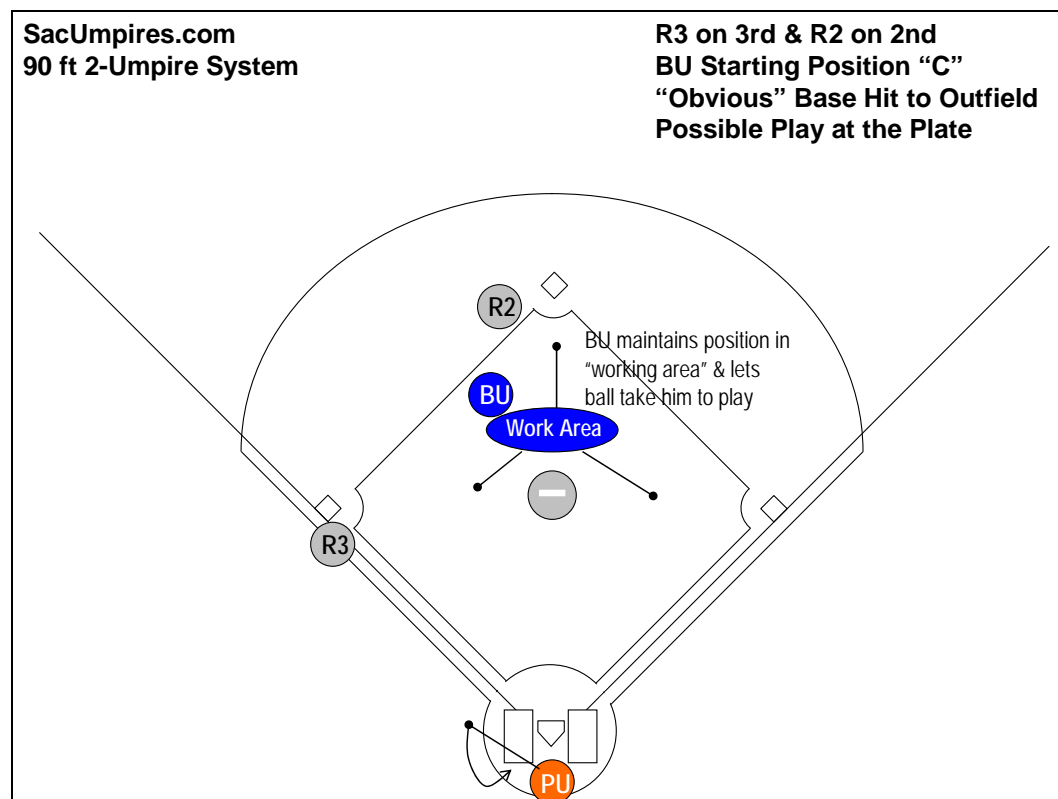 SacUmpires.com
90 ft 2-Umpire System
R3 on 3rd & R2 on 2nd
BU Starting Position “C”
“Obvious” Base Hit to Outfield
Possible Play at the Plate
R2
BU maintains position in
“working area” & lets
ball take him to play
BU
Work Area
R3
PU